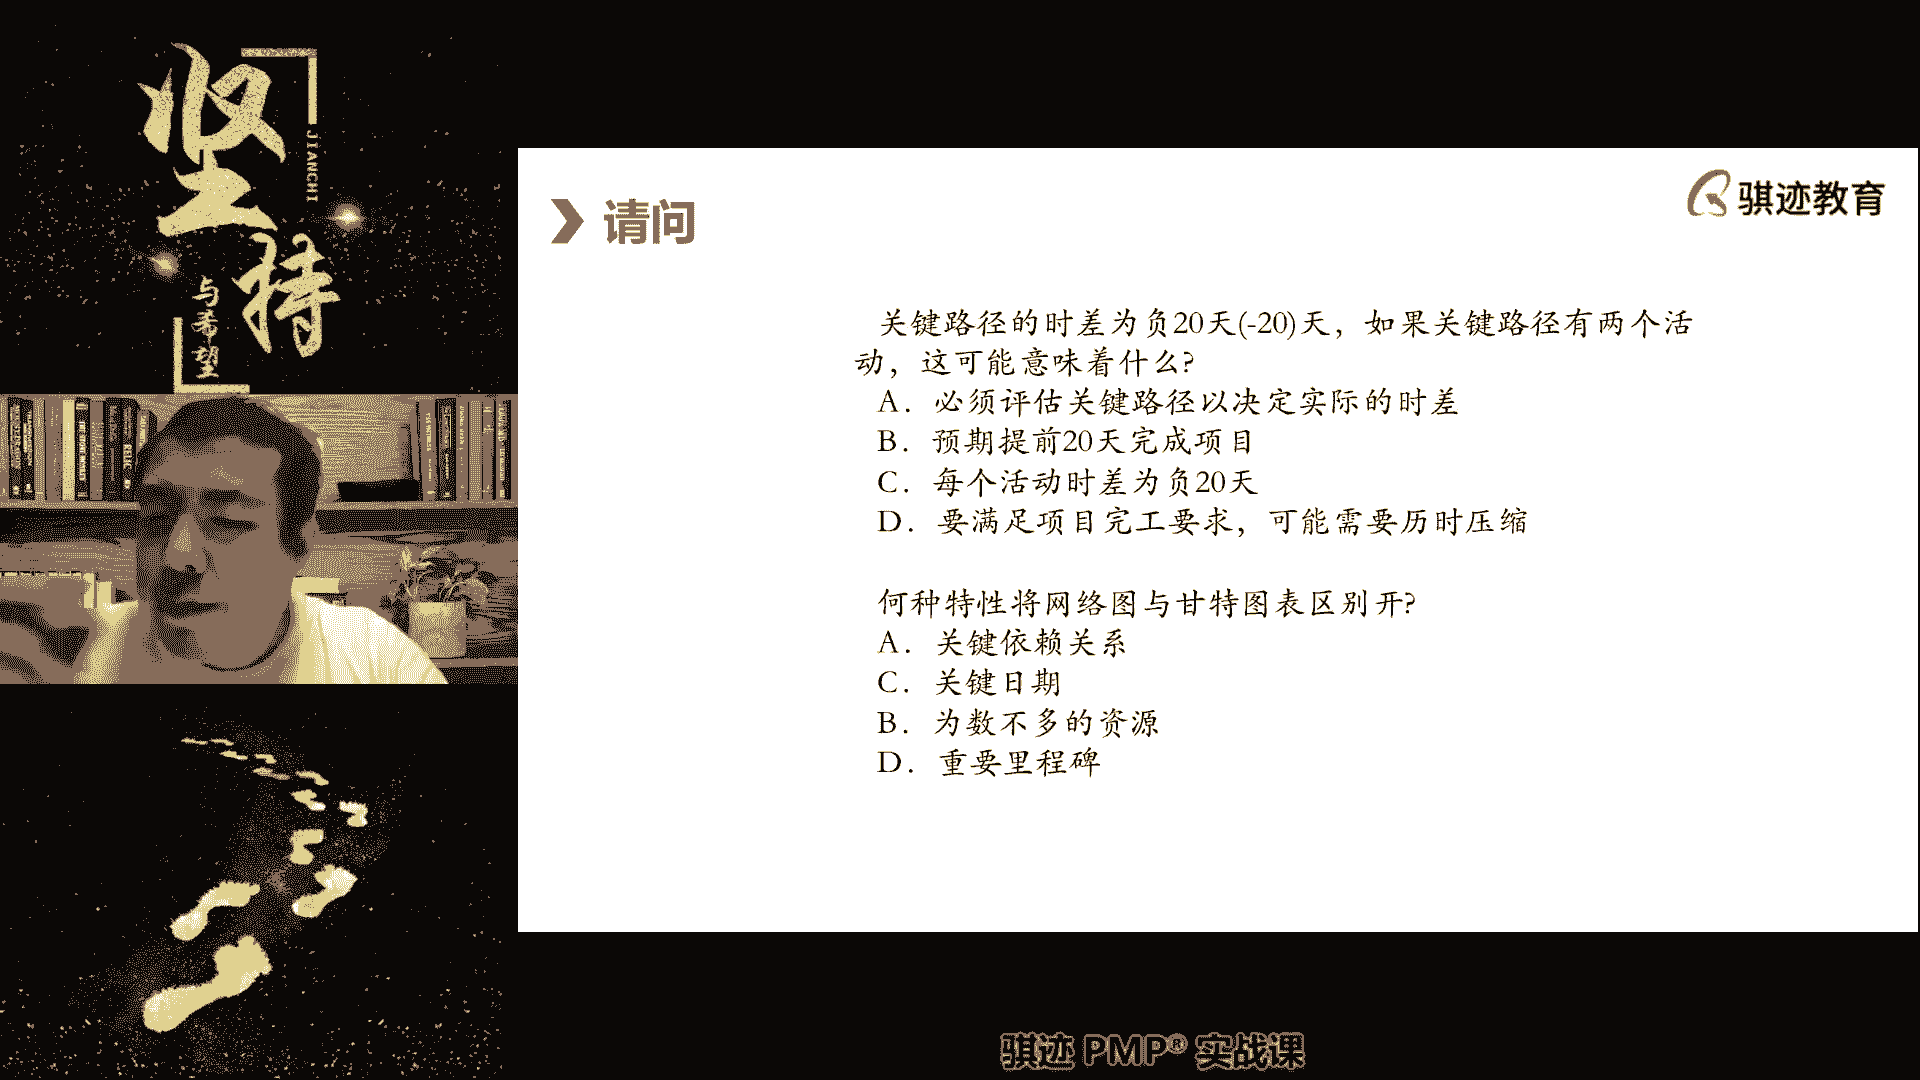 坚
JIANCHI
持
与希望
请问
骐迹教育
关键路径的时差为负20天(-20)天，如果关键路径有两个活
动，这可能意味着什么?
A．必须评估关键路径以决定实际的时差
B．预期提前20天完成项目
C．每个活动时差为负20天
D．要满足项目完工要求，可能需要历时压缩
何种特性将网络图与甘特图表区别开?
A．关键依赖关系
C．关键日期
B．为数不多的资源
D．重要里程碑
骐迹 PMP® 实战课